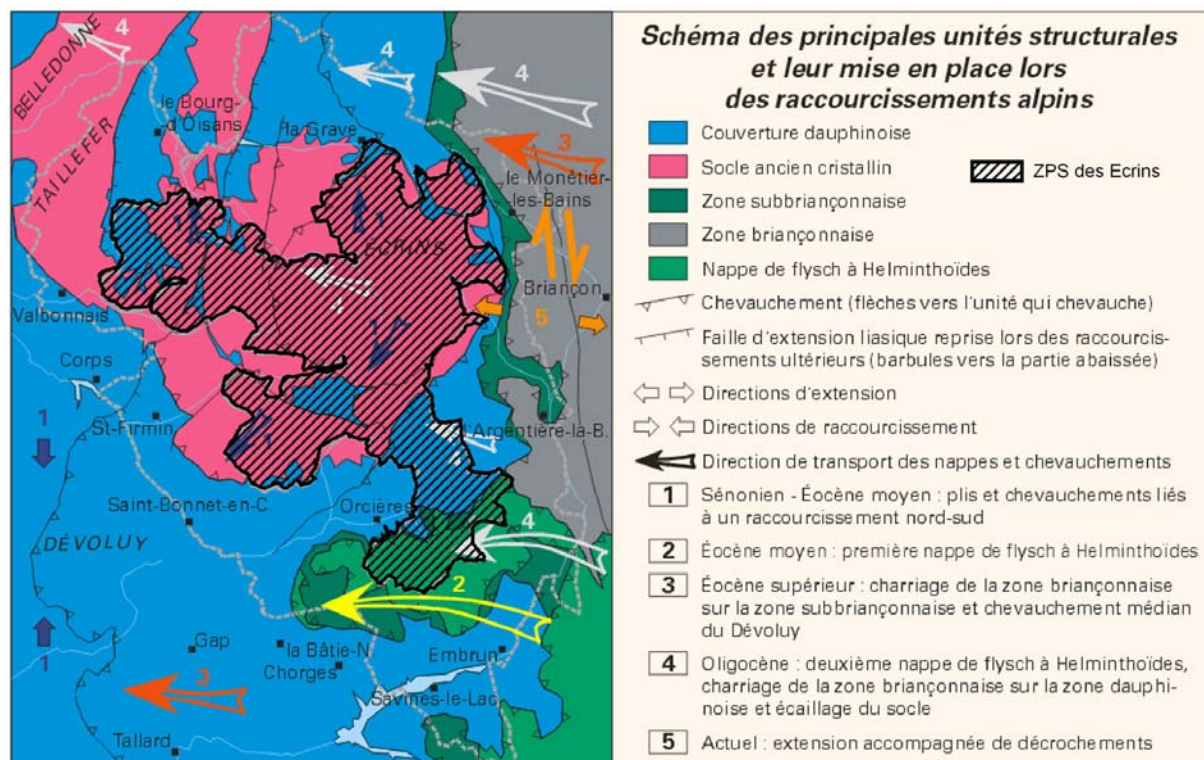 4
BELLEDONNE
TAILLEFER
le Bourg-
d'Oisans
la Grave
4
4
3
le Monêtier-
les-Bains
ECRINS
4
Briançon
5
Valbonnais
Corps
1
St-Firmin
l'Argentière-la-B.
Saint-Bonnet-en-C.
Orcières
4
DÉVOLUY
2
1
Gap
la Bâtie-N.
Chorges
Embrun
3
Savines-le-Lac
Tallard
Schéma des principales unités structurales
et leur mise en place lors
des raccourcissements alpins
Couverture dauphinoise
Socle ancien cristallin
ZPS des Ecrins
Zone subbriançonnaise
Zone briançonnaise
Nappe de flysch à Helminthoïdes
Chevauchement (flèches vers l'unité qui chevauche)
Faille d'extension liasique reprise lors des raccourcis-
sements ultérieurs (barbules vers la partie abaissée)
Directions d'extension
Directions de raccourcissement
Direction de transport des nappes et chevauchements
1 Sénonien - Éocène moyen : plis et chevauchements liés
à un raccourcissement nord-sud
2 Éocène moyen : première nappe de flysch à Helminthoïdes
3 Éocène supérieur : charriage de la zone briançonnaise
sur la zone subbriançonnaise et chevauchement médian
du Dévoluy
4 Oligocène : deuxième nappe de flysch à Helminthoïdes,
charriage de la zone briançonnaise sur la zone dauphi-
noise et écaillage du socle
5 Actuel : extension accompagnée de décrochements